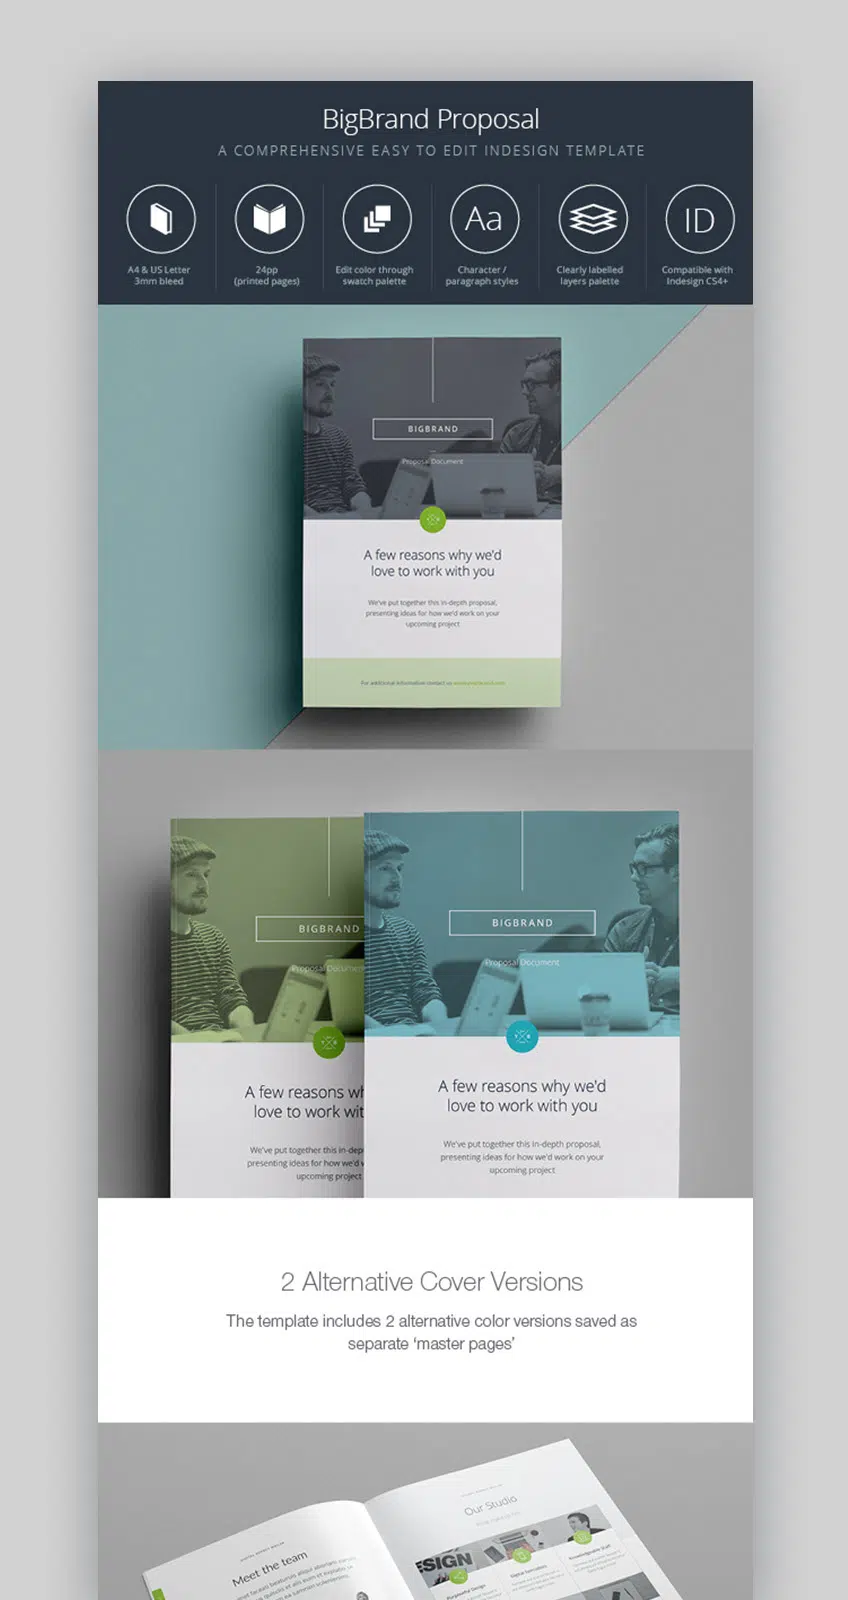 BigBrand Proposal
A COMPREHENSIVE EASY TO EDIT INDESIGN TEMPLATE
A4 & US Letter
3mm bleed
24pp
(printed pages)
Edit color through
swatch palette
Aa
Character /
paragraph styles
Clearly labelled
layers palette
ID
Compatible with
Indesign CS4+
BIGBRAND
Proposal Document
A few reasons why we'd
love to work with you
We've put together this in-depth proposal,
presenting ideas for how we'd work on your
upcoming project
For additional information contact us
BIGBRAND
Proposal Document
A few reasons wh
love to work wit
We've put together this in-dep
presenting ideas for how we'd w
upcoming project
BIGBRAND
Proposal Document
A few reasons why we'd
love to work with you
We've put together this in-depth proposal,
presenting ideas for how we'd work on your
upcoming project
2 Alternative Cover Versions
The template includes 2 alternative color versions saved as
separate ‘master pages’
Meet the team
Our Studio
ESIGN
Purposeful Design
Digital Specialists
Knowledgeable Staff